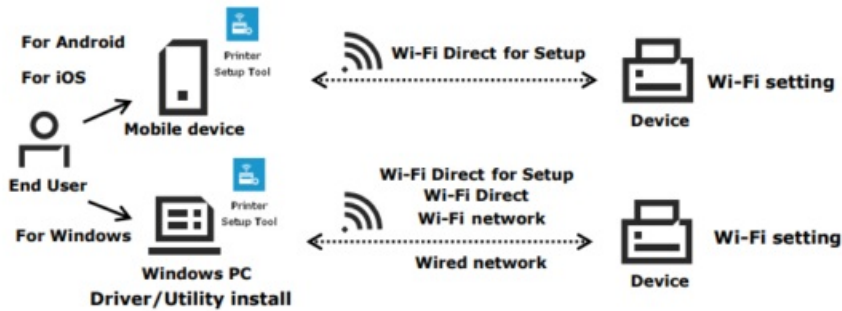 For Android
For iOS
Printer
Setup Tool
Mobile device
Wi-Fi Direct for Setup
Device
Wi-Fi setting
End User
For Windows
Printer
Setup Tool
Windows PC
Driver/Utility install
Wi-Fi Direct for Setup
Wi-Fi Direct
Wi-Fi network
Wired network
Device
Wi-Fi setting